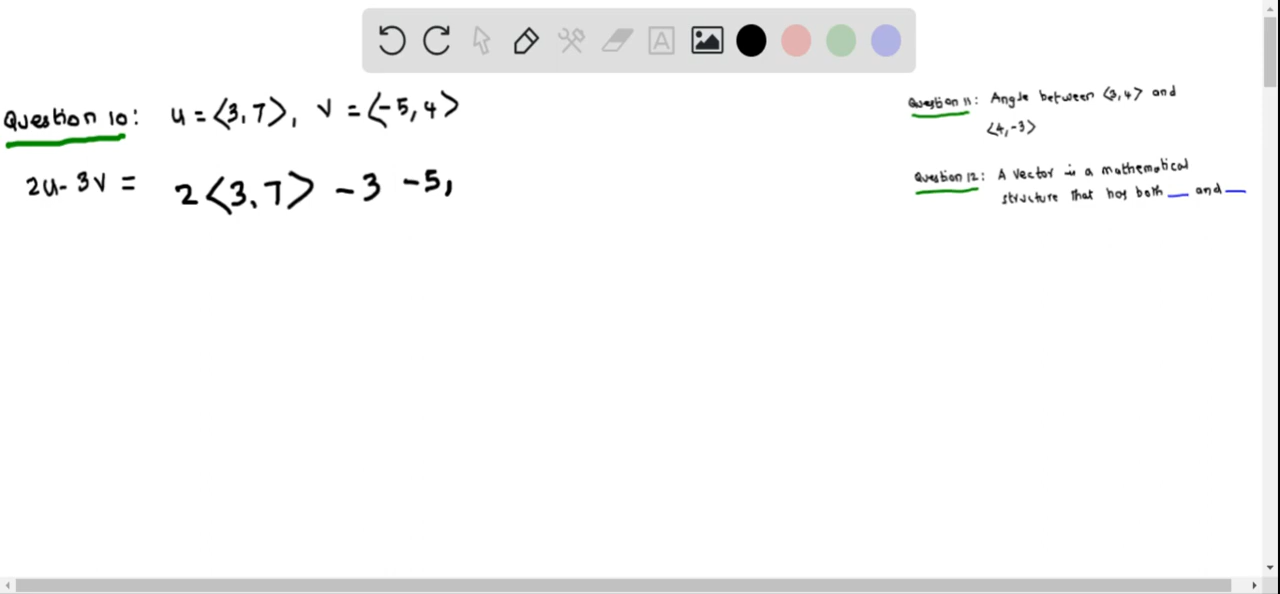 Question 10: u = <3, 7>, v = <-5, 4>
2u - 3v = 2<3, 7> - 3 -5,
Question 11: Angle between <3, 4> and
<4, -3>
Question 12: A vector is a mathematical
structure that has both __ and __